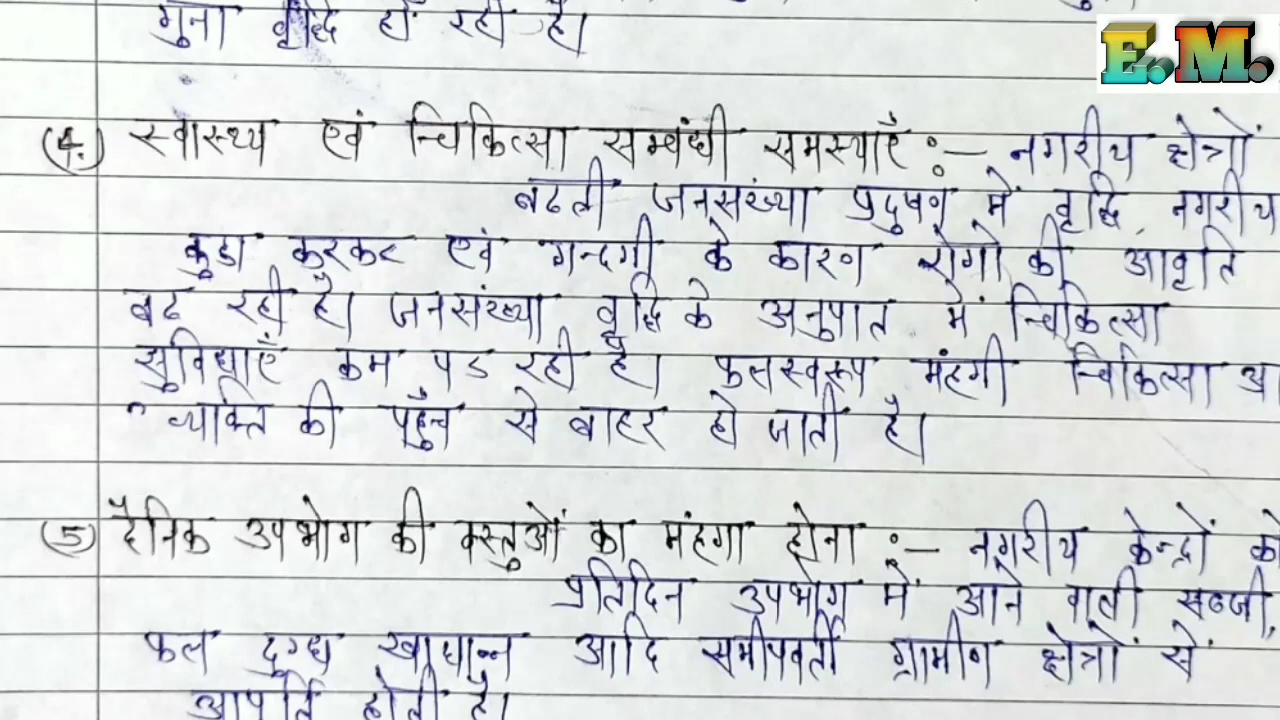 गुना वृद्धि हो रही है।
E.M.
(4.) स्वास्थ्य एवं चिकित्सा सम्बंधी समस्याएँ :— नगरीय क्षेत्रों
बढती जनसंख्या प्रदुषण में वृद्धि नगरीय
कुडा करकट एवं गन्दगी के कारण रोगो की आवृति
बढ रही है। जनसंख्या वृद्धि के अनुपात में चिकित्सा
सुविधाएँ कम पड रही है। फलस्वरूप मंहगी चिकित्सा आ
व्यक्ति की पहुँच से बाहर हो जाती है।
(5) दैनिक उपभोग की वस्तुओं का मंहगा होना :— नगरीय केन्द्रों को
प्रतिदिन उपभोग में आने वाली सब्जी,
फल दुग्ध खाद्यान्न आदि समीपवर्ती ग्रामीण क्षेत्रों से
आपूर्ति होती है।